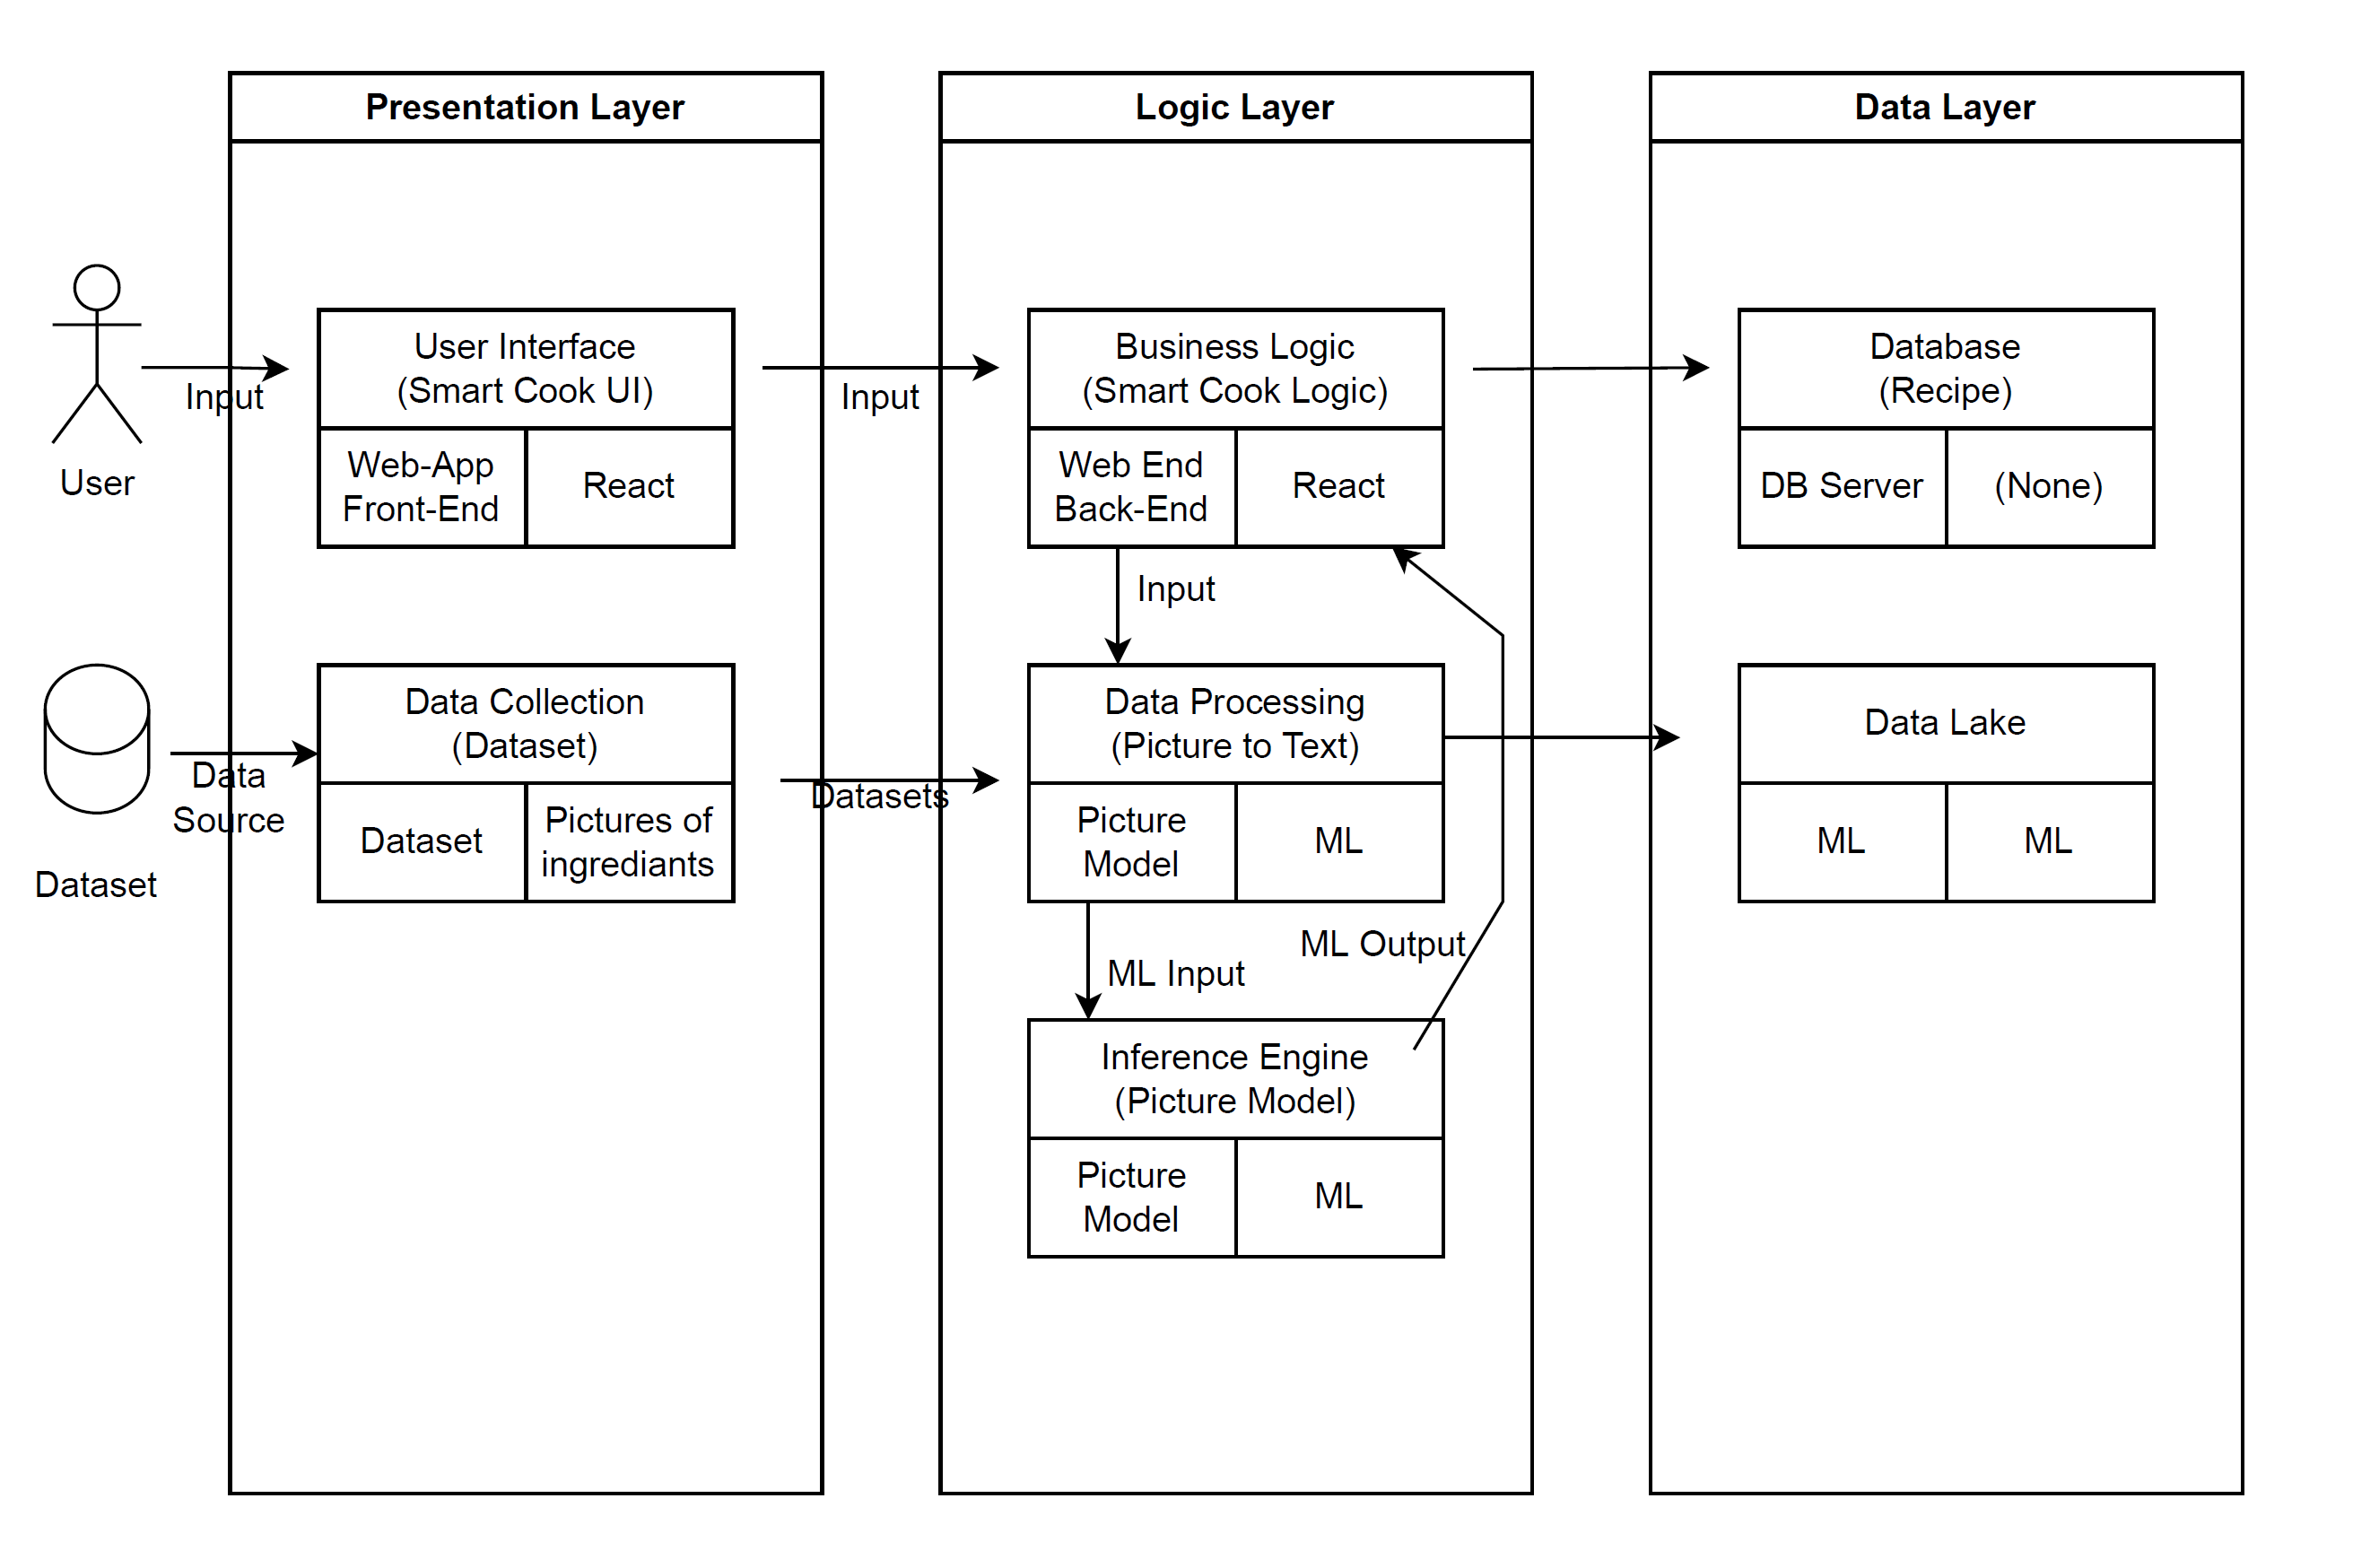 Presentation Layer
Logic Layer
Data Layer
User
Input
User Interface
(Smart Cook UI)
Web-App
Front-End
React
Input
Business Logic
(Smart Cook Logic)
Web End
Back-End
React
Database
(Recipe)
DB Server
(None)
Input
Dataset
Data
Source
Data Collection
(Dataset)
Dataset
Pictures of
ingrediants
Datasets
Data Processing
(Picture to Text)
Picture
Model
ML
Data Lake
ML
ML
ML Output
ML Input
Inference Engine
(Picture Model)
Picture
Model
ML